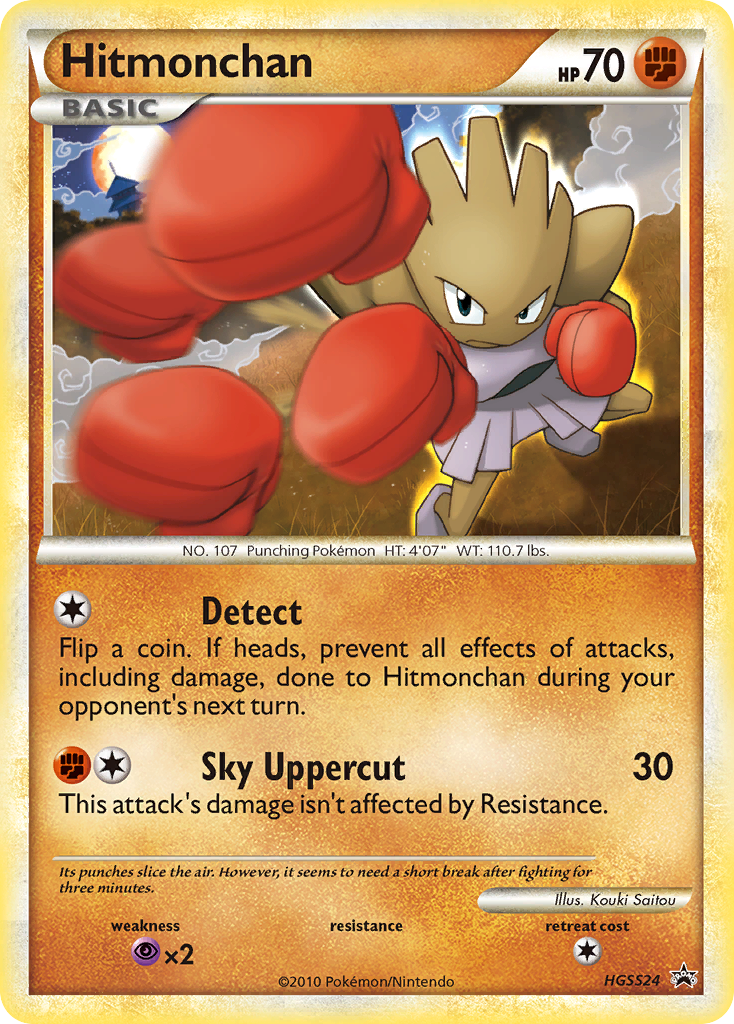 Hitmonchan
HP 70
BASIC
NO. 107 Punching Pokémon HT: 4'07" WT: 110.7 lbs.
Detect
Flip a coin. If heads, prevent all effects of attacks,
including damage, done to Hitmonchan during your
opponent's next turn.
Sky Uppercut 30
This attack's damage isn't affected by Resistance.
Its punches slice the air. However, it seems to need a short break after fighting for
three minutes.
Illus. Kouki Saitou
weakness resistance retreat cost
×2
©2010 Pokémon/Nintendo
HGSS24 PROMO